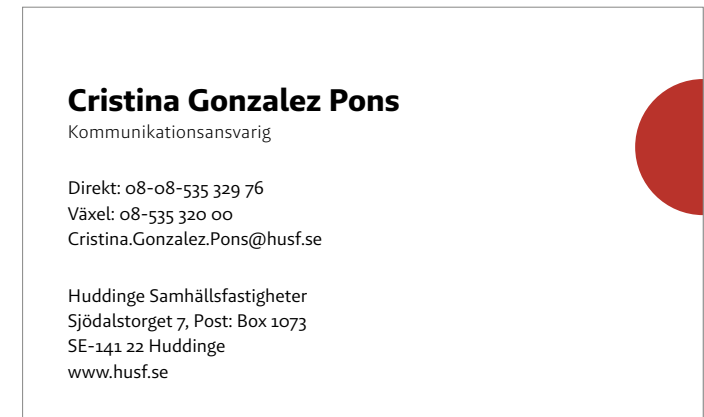 Cristina Gonzalez Pons
Kommunikationsansvarig
Direkt: 08-08-535 329 76
Växel: 08-535 320 00
Cristina.Gonzalez.Pons@husf.se
Huddinge Samhällsfastigheter
Sjödalstorget 7, Post: Box 1073
SE-141 22 Huddinge
www.husf.se